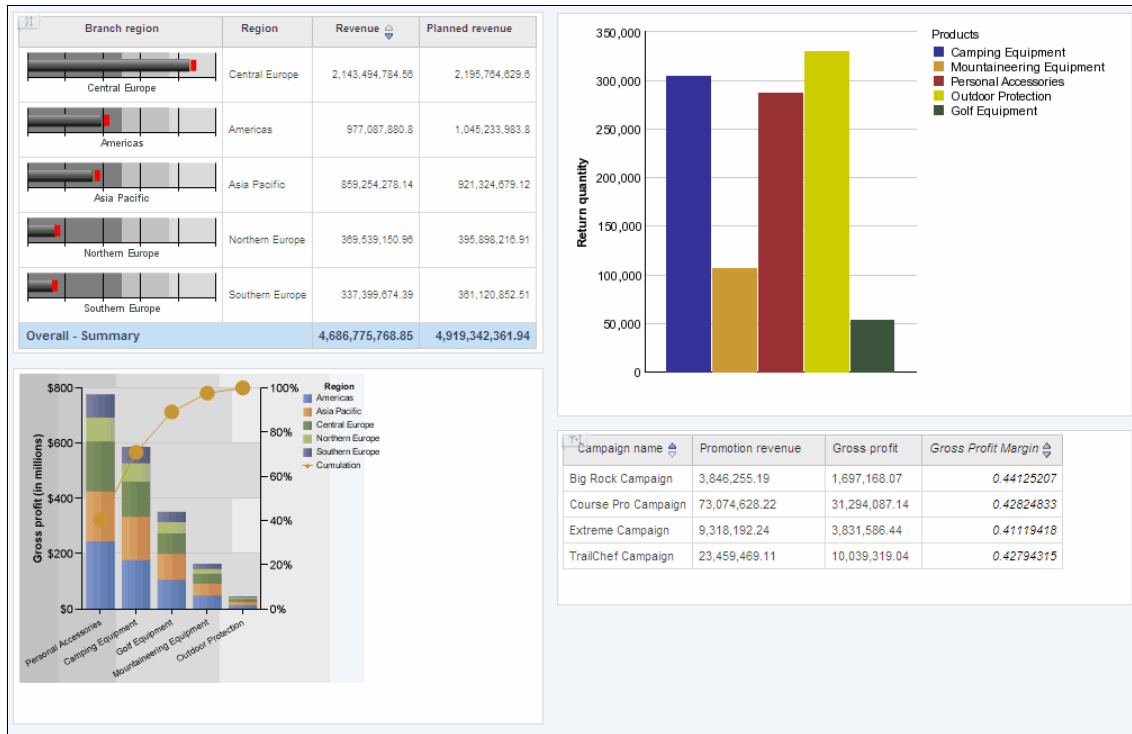 Branch region Region Revenue Planned revenue
Central Europe Central Europe 2,143,494,784.56 2,195,764,629.6
Americas Americas 977,087,880.8 1,045,233,983.8
Asia Pacific Asia Pacific 859,254,278.14 921,324,679.12
Northern Europe Northern Europe 369,539,150.96 395,898,216.91
Southern Europe Southern Europe 337,399,674.39 361,120,852.51
Overall - Summary 4,686,775,768.85 4,919,342,361.94
350,000
300,000
250,000
200,000
150,000
100,000
50,000
0
Return quantity
Products
Camping Equipment
Mountaineering Equipment
Personal Accessories
Outdoor Protection
Golf Equipment
$800
$600
$400
$200
$0
Gross profit (in millions)
100%
80%
60%
40%
20%
0%
Region
Americas
Asia Pacific
Central Europe
Northern Europe
Southern Europe
Cumulation
Personal Accessories
Camping Equipment
Golf Equipment
Mountaineering Equipment
Outdoor Protection
Campaign name Promotion revenue Gross profit Gross Profit Margin
Big Rock Campaign 3,846,255.19 1,697,168.07 0.44125207
Course Pro Campaign 73,074,628.22 31,294,087.14 0.42824833
Extreme Campaign 9,318,192.24 3,831,586.44 0.41119418
TrailChef Campaign 23,459,469.11 10,039,319.04 0.42794315